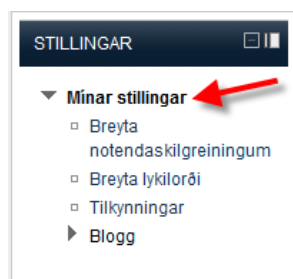 STILLINGAR
Mínar stillingar
Breyta
notendaskilgreiningum
Breyta lykilorði
Tilkynningar
Blogg